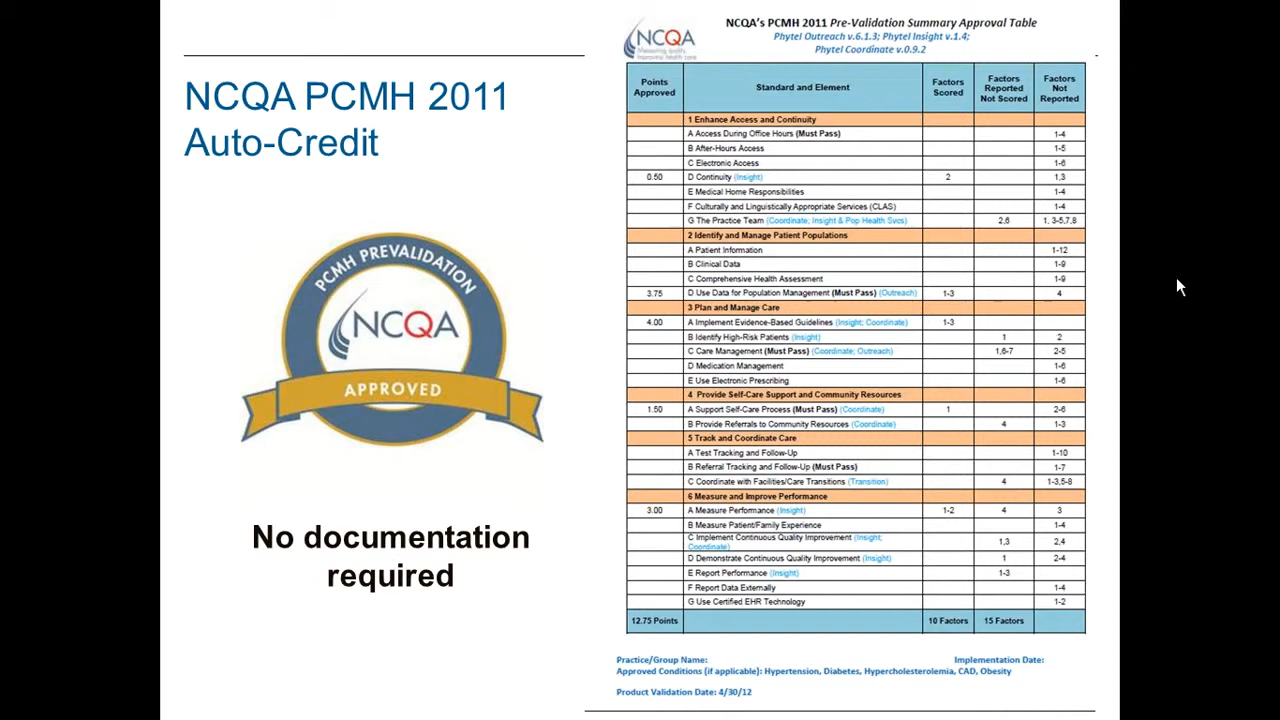 NCQA PCMH 2011
Auto-Credit
PCMH PREVALIDATION
NCQA
APPROVED
No documentation
required
NCQA
Measuring quality.
Improving health care.
NCQA's PCMH 2011 Pre-Validation Summary Approval Table
Phytel Outreach v.6.1.3; Phytel Insight v.1.4;
Phytel Coordinate v.0.9.2
Points Approved Standard and Element Factors Scored Factors Reported Not Scored Factors Not Reported
1 Enhance Access and Continuity
A Access During Office Hours (Must Pass) 1-4
B After-Hours Access 1-5
C Electronic Access 1-6
0.50 D Continuity (Insight) 2 1,3
E Medical Home Responsibilities 1-4
F Culturally and Linguistically Appropriate Services (CLAS) 1-4
G The Practice Team (Coordinate; Insight & Pop Health Svcs) 2,6 1, 3-5,7,8
2 Identify and Manage Patient Populations
A Patient Information 1-12
B Clinical Data 1-9
C Comprehensive Health Assessment 1-9
3.75 D Use Data for Population Management (Must Pass) (Outreach) 1-3 4
3 Plan and Manage Care
4.00 A Implement Evidence-Based Guidelines (Insight; Coordinate) 1-3
B Identify High-Risk Patients (Insight) 1 2
C Care Management (Must Pass) (Coordinate; Outreach) 1,6-7 2-5
D Medication Management 1-6
E Use Electronic Prescribing 1-6
4 Provide Self-Care Support and Community Resources
1.50 A Support Self-Care Process (Must Pass) (Coordinate) 1 2-6
B Provide Referrals to Community Resources (Coordinate) 4 1-3
5 Track and Coordinate Care
A Test Tracking and Follow-Up 1-10
B Referral Tracking and Follow-Up (Must Pass) 1-7
C Coordinate with Facilities/Care Transitions (Transition) 4 1-3,5-8
6 Measure and Improve Performance
3.00 A Measure Performance (Insight) 1-2 4 3
B Measure Patient/Family Experience 1-4
C Implement Continuous Quality Improvement (Insight;
Coordinate) 1,3 2,4
D Demonstrate Continuous Quality Improvement (Insight) 1 2-4
E Report Performance (Insight) 1-3
F Report Data Externally 1-4
G Use Certified EHR Technology 1-2
12.75 Points 10 Factors 15 Factors
Practice/Group Name: Implementation Date:
Approved Conditions (if applicable): Hypertension, Diabetes, Hypercholesterolemia, CAD, Obesity
Product Validation Date: 4/30/12